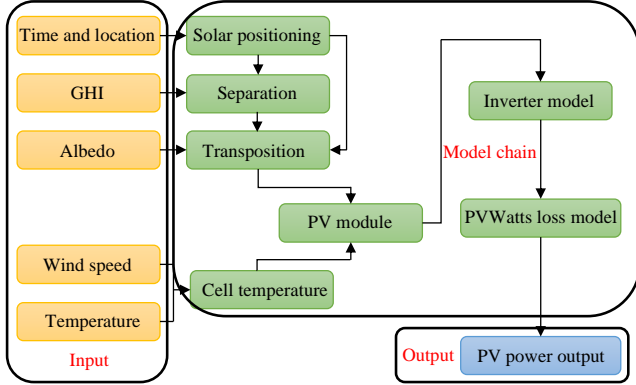 Time and location
Solar positioning
GHI
Separation
Inverter model
Albedo
Transposition
Model chain
PV module
PVWatts loss model
Wind speed
Cell temperature
Temperature
Input
Output
PV power output